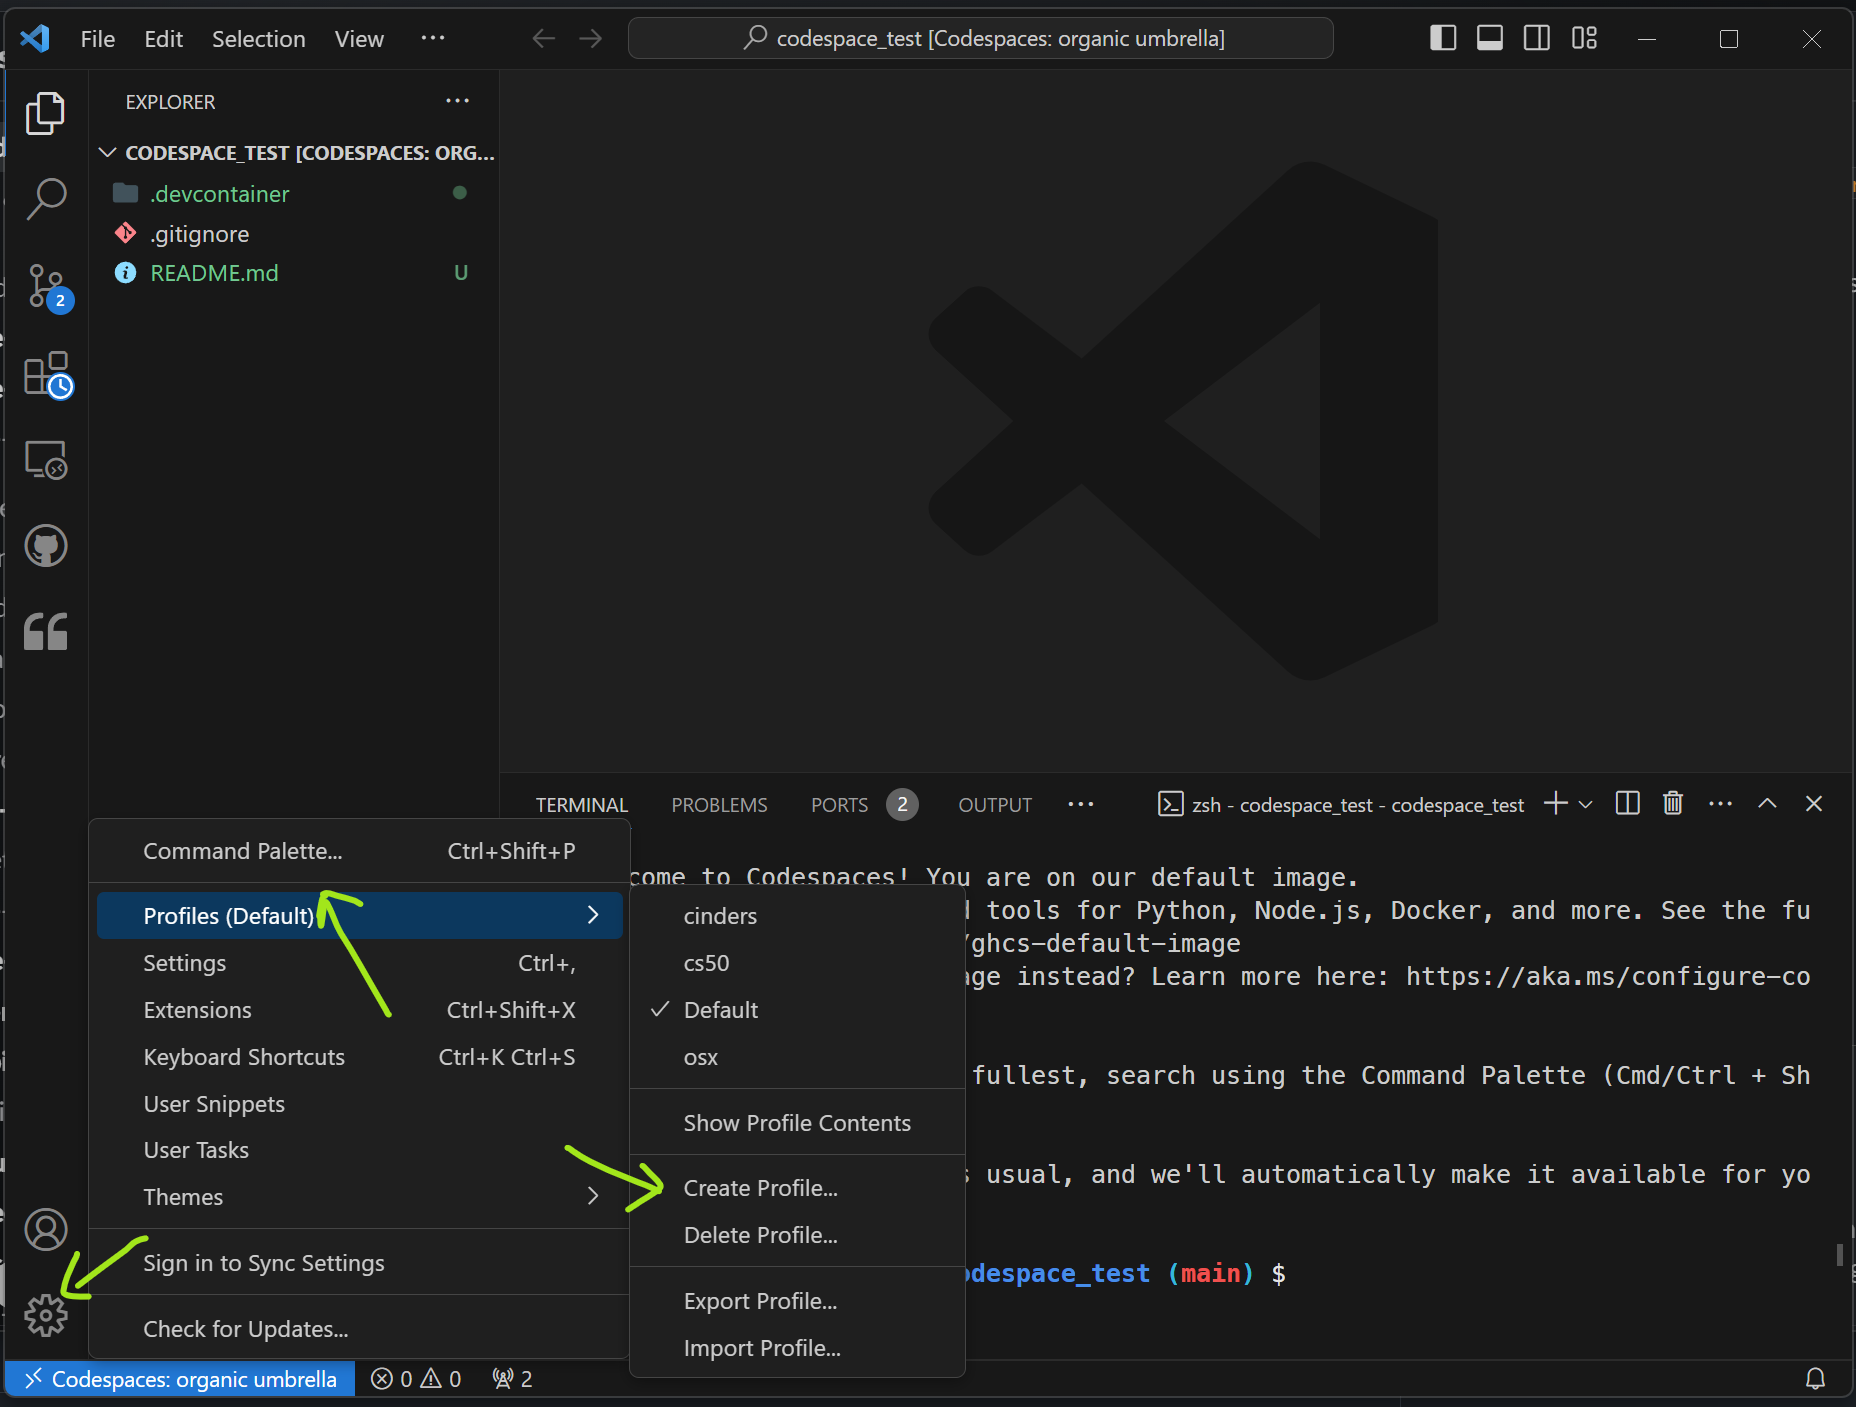 File Edit Selection View ···
codespace_test [Codespaces: organic umbrella]
EXPLORER ···
CODESPACE_TEST [CODESPACES: ORG...
.devcontainer
.gitignore
README.md U
2
TERMINAL PROBLEMS PORTS 2 OUTPUT ···
zsh - codespace_test - codespace_test
come to Codespaces! You are on our default image.
tools for Python, Node.js, Docker, and more. See the fu
/ghcs-default-image
age instead? Learn more here: https://aka.ms/configure-co
fullest, search using the Command Palette (Cmd/Ctrl + Sh
s usual, and we'll automatically make it available for yo
odespace_test (main) $
Command Palette... Ctrl+Shift+P
Profiles (Default)
Settings Ctrl+,
Extensions Ctrl+Shift+X
Keyboard Shortcuts Ctrl+K Ctrl+S
User Snippets
User Tasks
Themes
Sign in to Sync Settings
Check for Updates...
cinders
cs50
Default
osx
Show Profile Contents
Create Profile...
Delete Profile...
Export Profile...
Import Profile...
Codespaces: organic umbrella 0 0 2